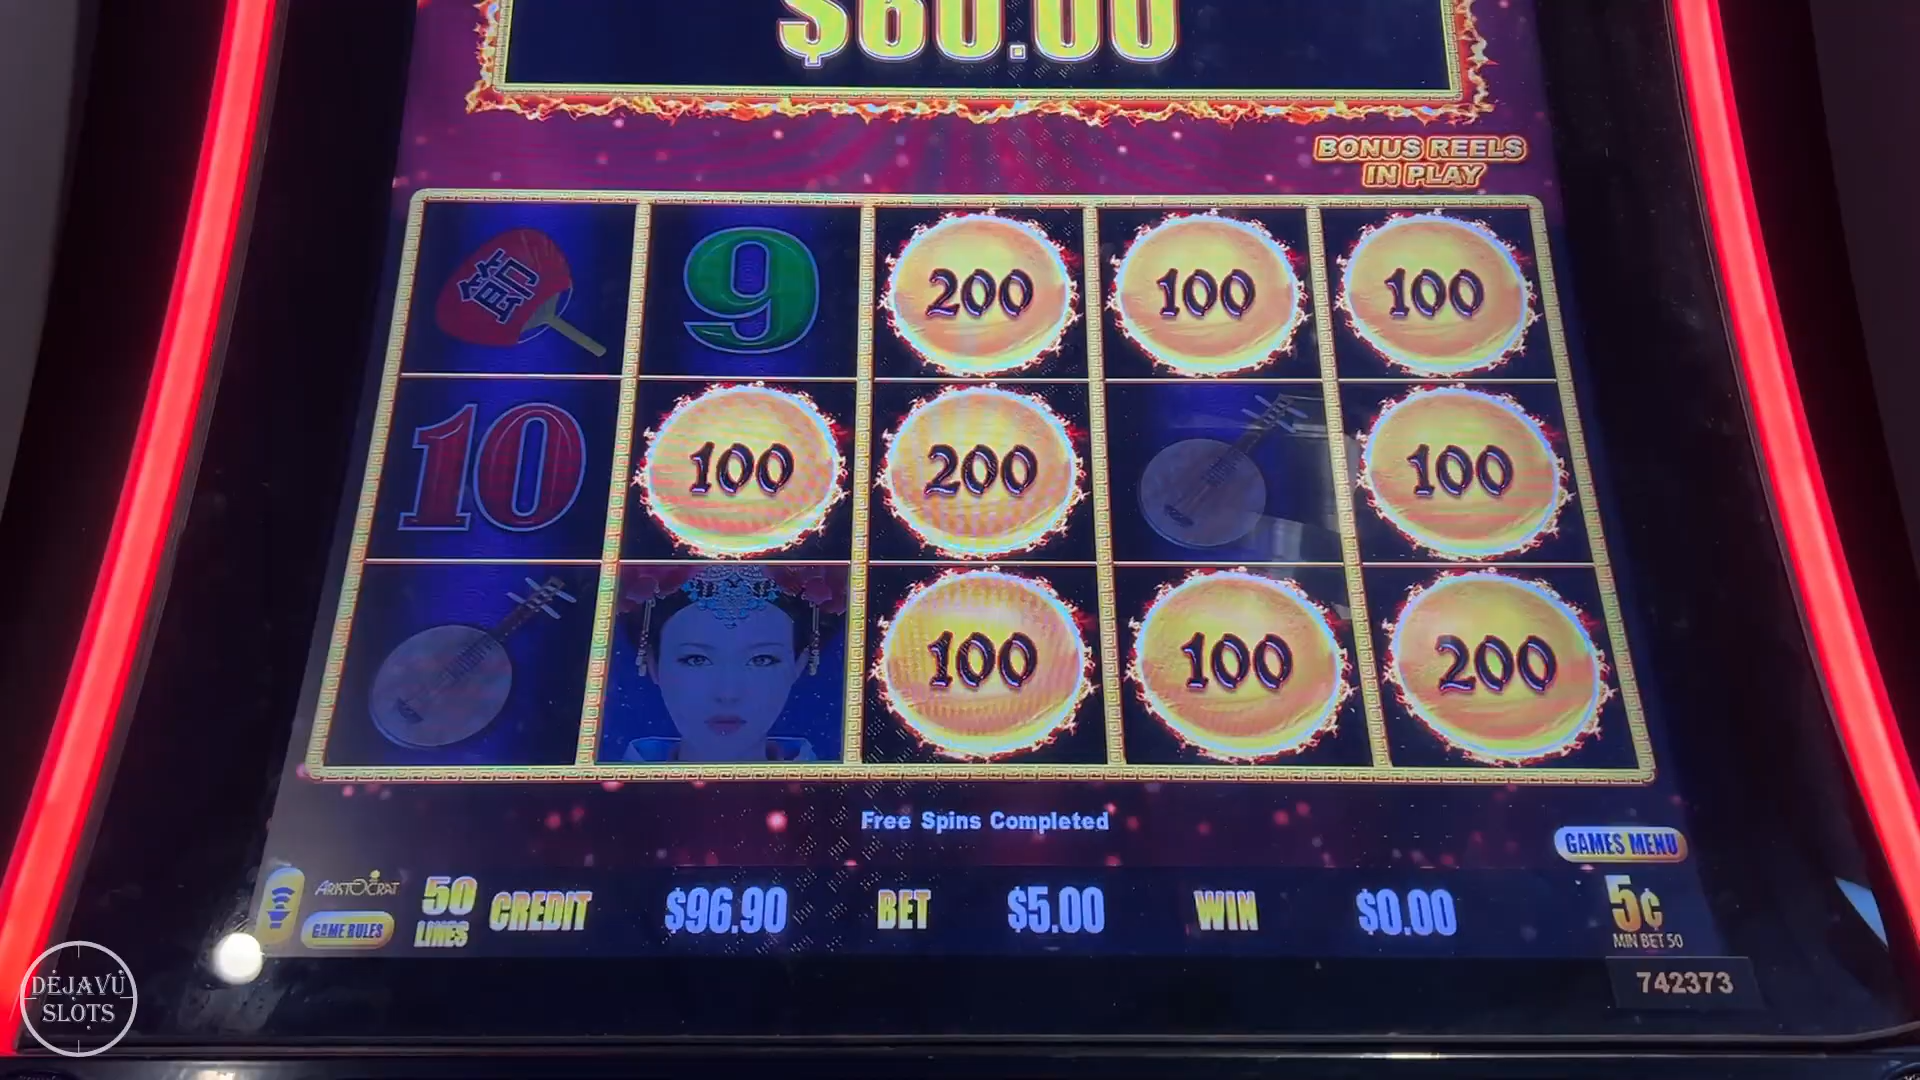 $60.00
BONUS REELS
IN PLAY
9 200 100 100
10 100 200 100
100 100 200
Free Spins Completed
GAMES MENU
ARISTOCRAT
GAME RULES
50
LINES
CREDIT $96.90 BET $5.00 WIN $0.00
5¢
MIN BET 50
742373
DÉJAVÙ
SLOTS